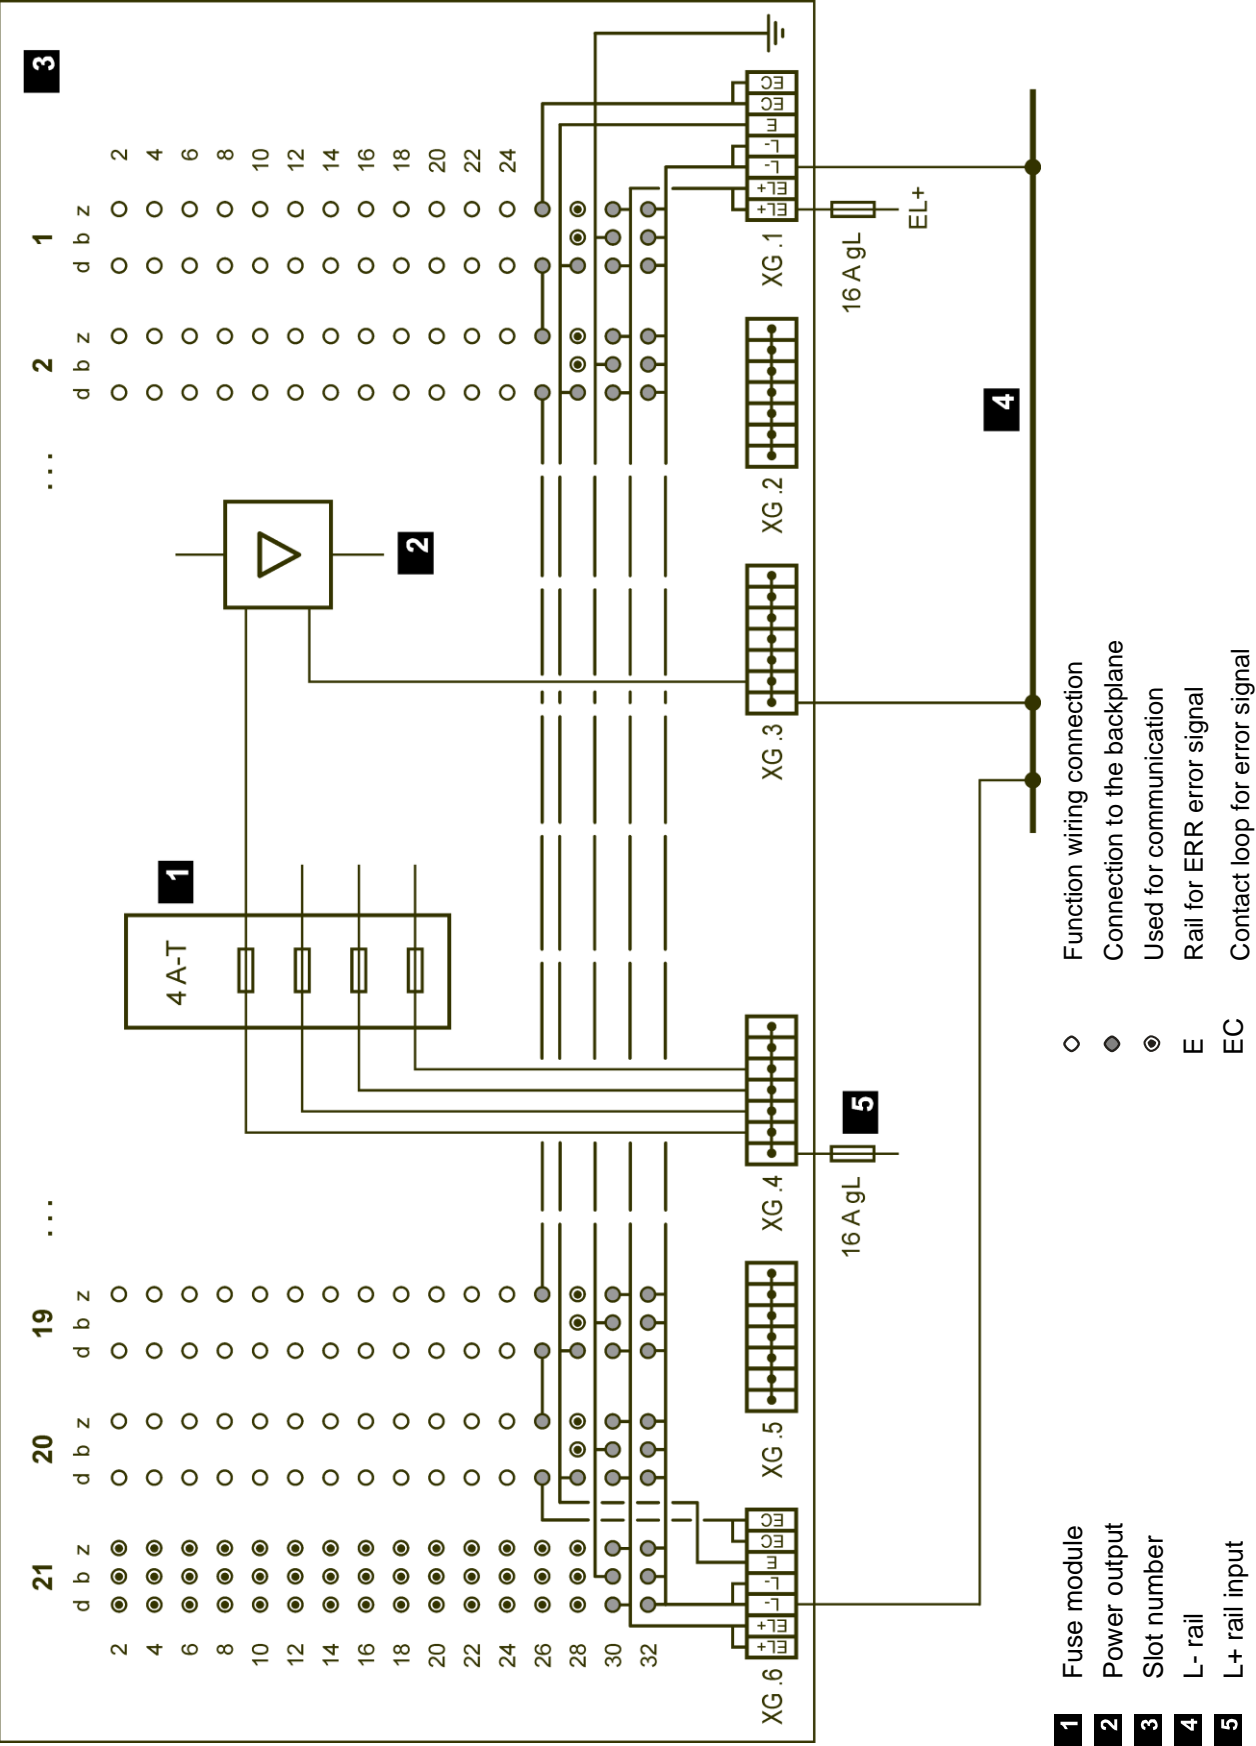 21 20 19 ... ... 2 1 3
d b z d b z d b z d b z d b z
2 2
4 4
1
4 A-T
6 6
8 8
10 10
12 12
14 14
16 16
2
18 18
20 20
22 22
24 24
26
28
30
32
EL+ EL+ L- L- E EC EC
EL+ EL+ L- L- E EC EC
XG .6 XG .5 XG .4 XG .3 XG .2 XG .1
16 A gL 5 16 A gL
EL+
4
1 Fuse module
2 Power output
3 Slot number
4 L- rail
5 L+ rail input
Function wiring connection
Connection to the backplane
Used for communication
E Rail for ERR error signal
EC Contact loop for error signal